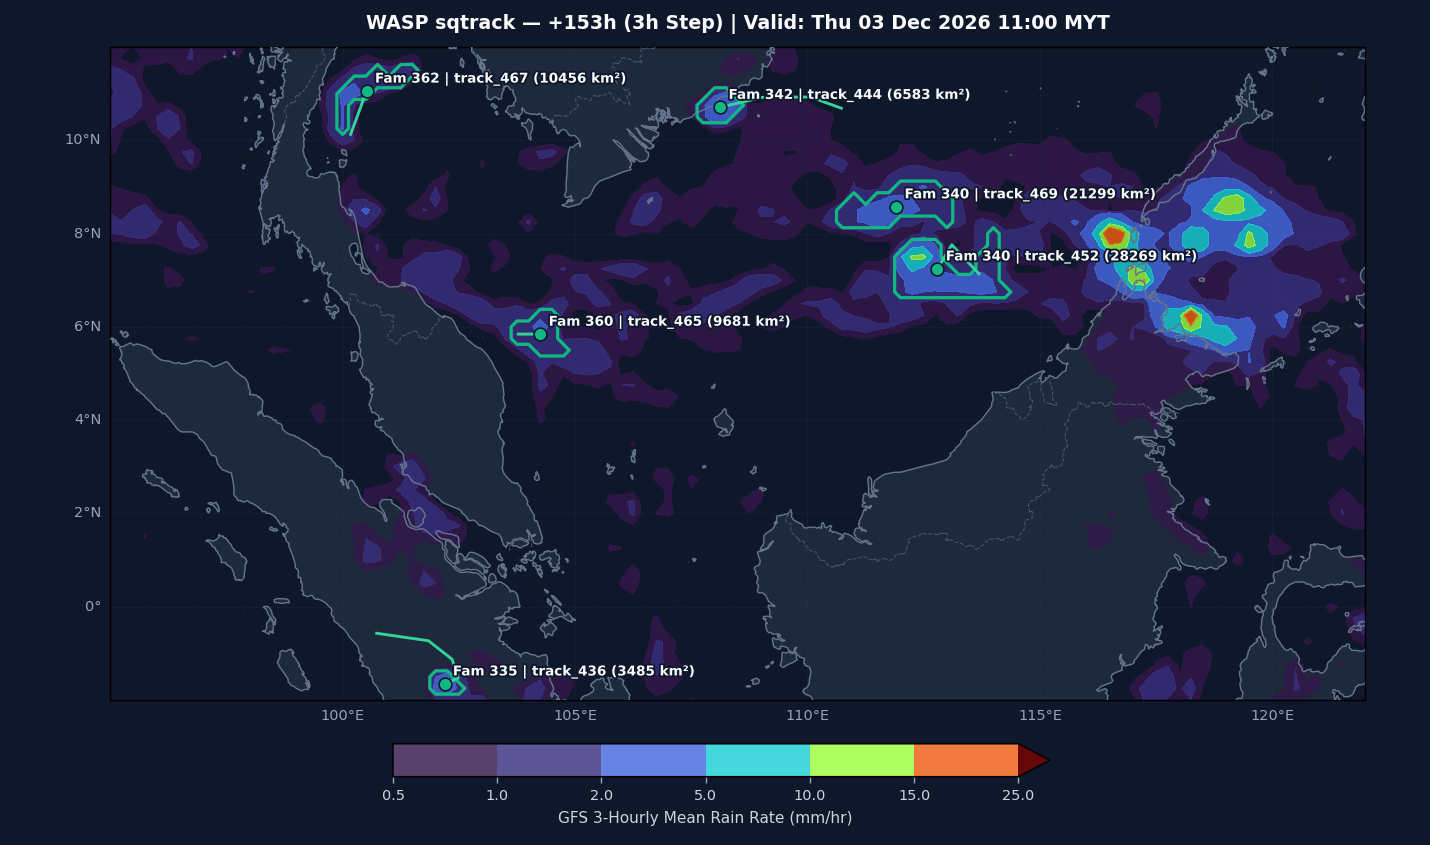 WASP sqtrack — +153h (3h Step) | Valid: Thu 03 Dec 2026 11:00 MYT
Fam 362 | track_467 (10456 km²)
Fam 342 | track_444 (6583 km²)
10°N
Fam 340 | track_469 (21299 km²)
8°N
Fam 340 | track_452 (28269 km²)
6°N
Fam 360 | track_465 (9681 km²)
4°N
2°N
0°
Fam 335 | track_436 (3485 km²)
100°E 105°E 110°E 115°E 120°E
0.5 1.0 2.0 5.0 10.0 15.0 25.0
GFS 3-Hourly Mean Rain Rate (mm/hr)